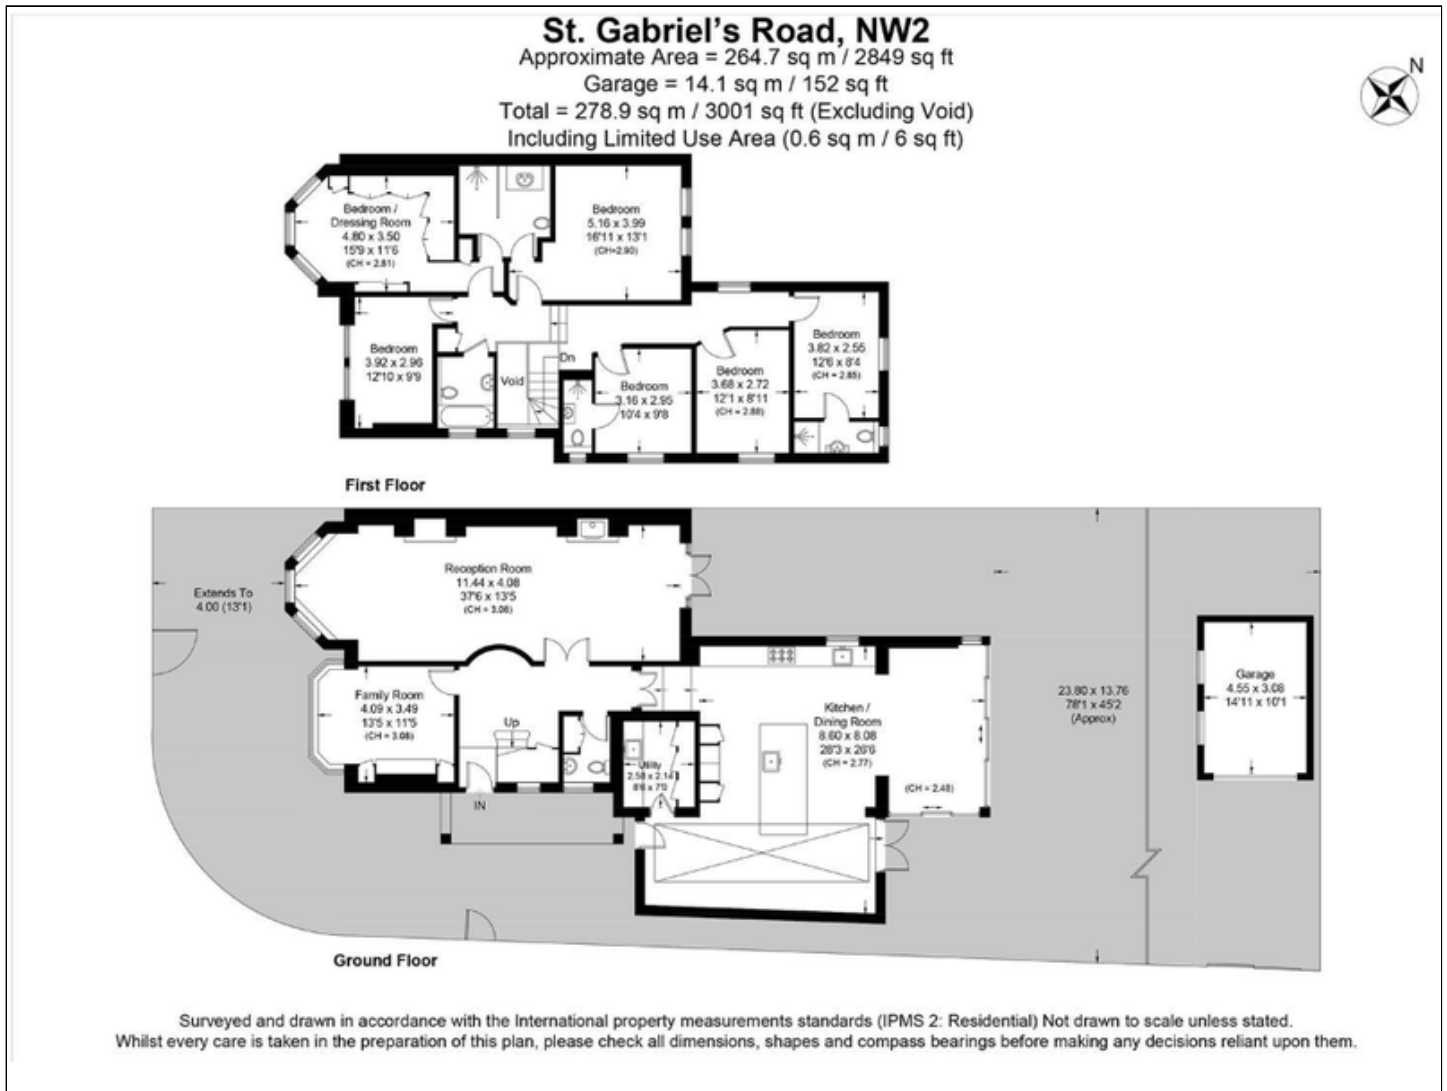 St. Gabriel's Road, NW2
Approximate Area = 264.7 sq m / 2849 sq ft
Garage = 14.1 sq m / 152 sq ft
Total = 278.9 sq m / 3001 sq ft (Excluding Void)
Including Limited Use Area (0.6 sq m / 6 sq ft)
N
Bedroom /
Dressing Room
4.80 x 3.50
15'9 x 11'6
(CH = 2.81)
Bedroom
5.16 x 3.99
16'11 x 13'1
(CH=2.90)
Bedroom
3.92 x 2.96
12'10 x 9'9
Void
Dn
Bedroom
3.16 x 2.95
10'4 x 9'8
Bedroom
3.68 x 2.72
12'1 x 8'11
(CH = 2.88)
Bedroom
3.82 x 2.55
12'6 x 8'4
(CH = 2.85)
First Floor
Extends To
4.00 (13'1)
Reception Room
11.44 x 4.08
37'6 x 13'5
(CH = 3.06)
Family Room
4.09 x 3.49
13'5 x 11'5
(CH = 3.08)
Up
IN
Utility
2.58 x 2.14
8'6 x 7'0
Kitchen /
Dining Room
8.60 x 8.08
28'3 x 26'6
(CH = 2.77)
(CH = 2.48)
23.80 x 13.76
78'1 x 45'2
(Approx)
Garage
4.55 x 3.08
14'11 x 10'1
Ground Floor
Surveyed and drawn in accordance with the International property measurements standards (IPMS 2: Residential) Not drawn to scale unless stated.
Whilst every care is taken in the preparation of this plan, please check all dimensions, shapes and compass bearings before making any decisions reliant upon them.